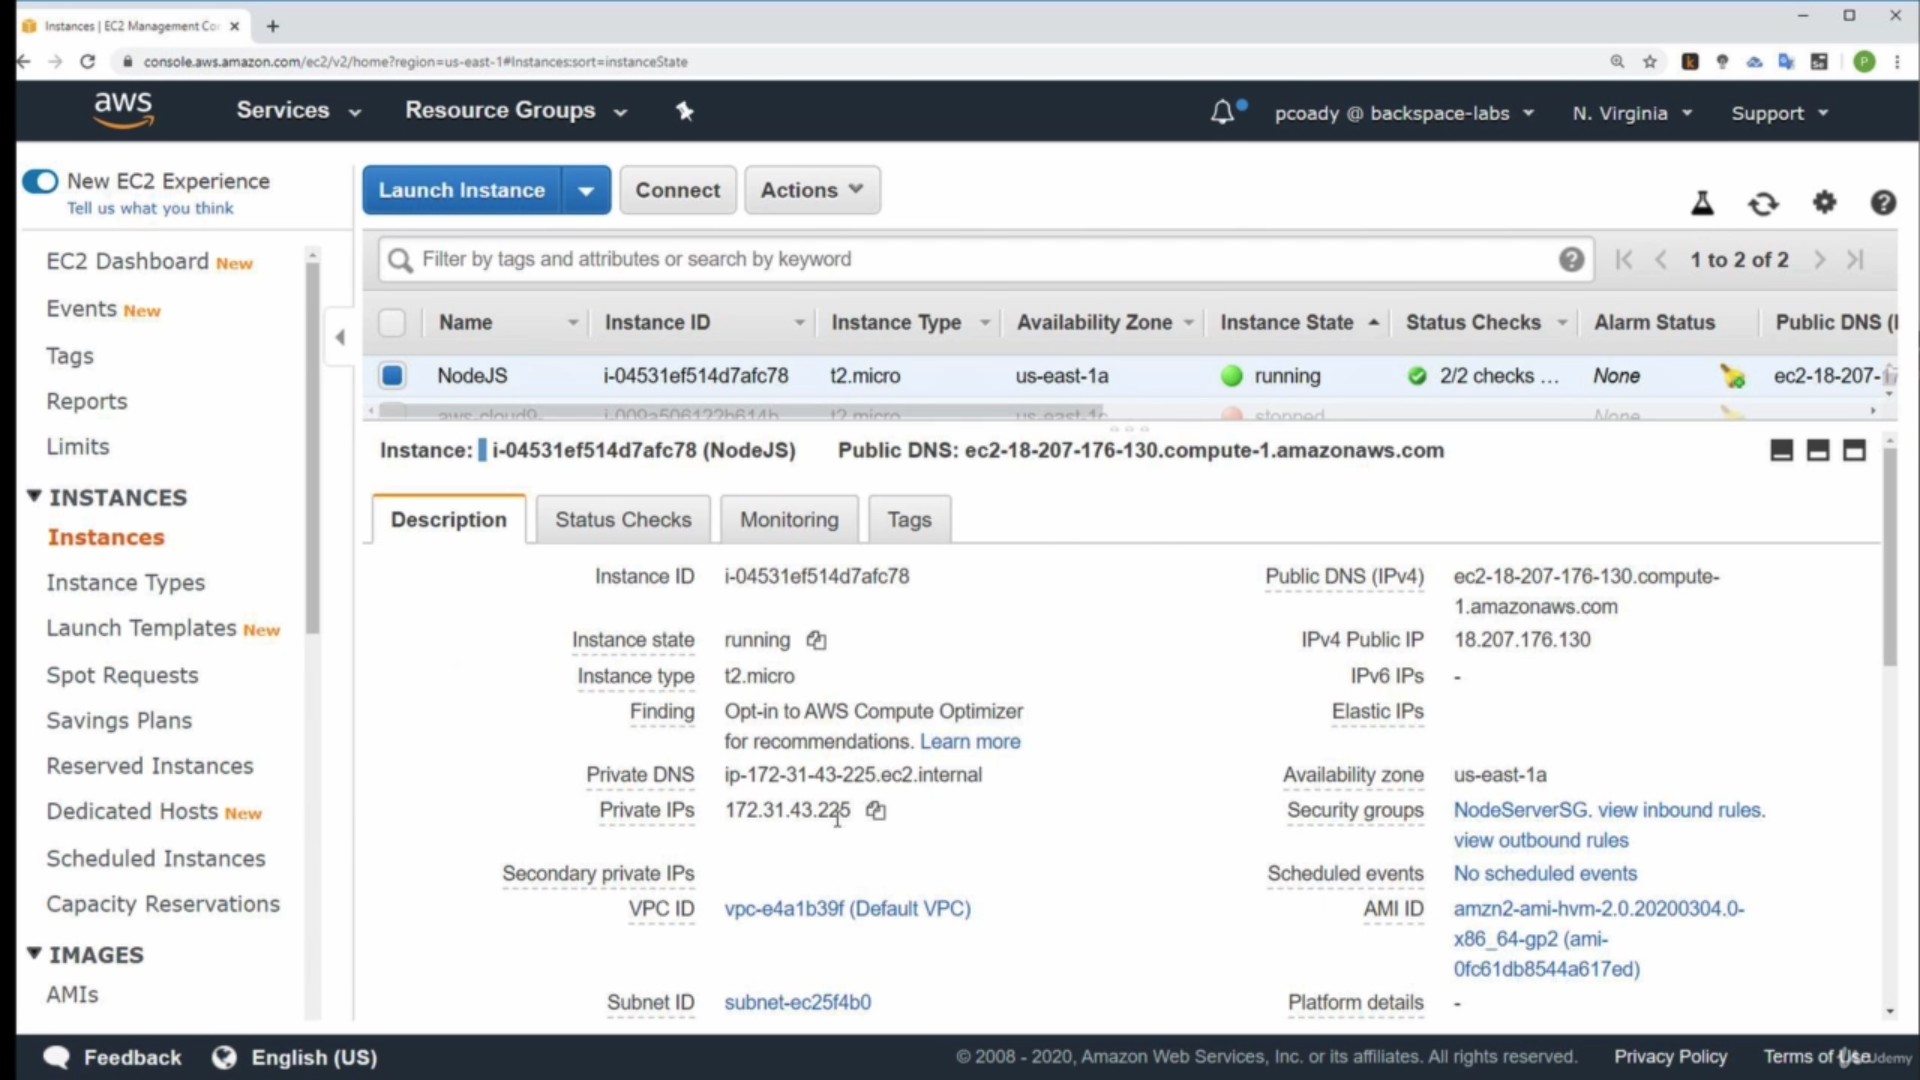 Instances | EC2 Management Co
console.aws.amazon.com/ec2/v2/home?region=us-east-1#Instances:sort=instanceState
aws Services Resource Groups pcoady @ backspace-labs N. Virginia Support
New EC2 Experience
Tell us what you think
EC2 Dashboard New
Events New
Tags
Reports
Limits
INSTANCES
Instances
Instance Types
Launch Templates New
Spot Requests
Savings Plans
Reserved Instances
Dedicated Hosts New
Scheduled Instances
Capacity Reservations
IMAGES
AMIs
Launch Instance Connect Actions
Filter by tags and attributes or search by keyword 1 to 2 of 2
Name Instance ID Instance Type Availability Zone Instance State Status Checks Alarm Status Public DNS (I
NodeJS i-04531ef514d7afc78 t2.micro us-east-1a running 2/2 checks ... None ec2-18-207-
aws-cloud9- i-009a506122b614b t2.micro us-east-1c stopped None
Instance: i-04531ef514d7afc78 (NodeJS) Public DNS: ec2-18-207-176-130.compute-1.amazonaws.com
Description Status Checks Monitoring Tags
Instance ID i-04531ef514d7afc78
Instance state running
Instance type t2.micro
Finding Opt-in to AWS Compute Optimizer
for recommendations. Learn more
Private DNS ip-172-31-43-225.ec2.internal
Private IPs 172.31.43.225
Secondary private IPs
VPC ID vpc-e4a1b39f (Default VPC)
Subnet ID subnet-ec25f4b0
Public DNS (IPv4) ec2-18-207-176-130.compute-
1.amazonaws.com
IPv4 Public IP 18.207.176.130
IPv6 IPs -
Elastic IPs
Availability zone us-east-1a
Security groups NodeServerSG. view inbound rules.
view outbound rules
Scheduled events No scheduled events
AMI ID amzn2-ami-hvm-2.0.20200304.0-
x86_64-gp2 (ami-
0fc61db8544a617ed)
Platform details -
Feedback English (US) © 2008 - 2020, Amazon Web Services, Inc. or its affiliates. All rights reserved. Privacy Policy Terms of Use